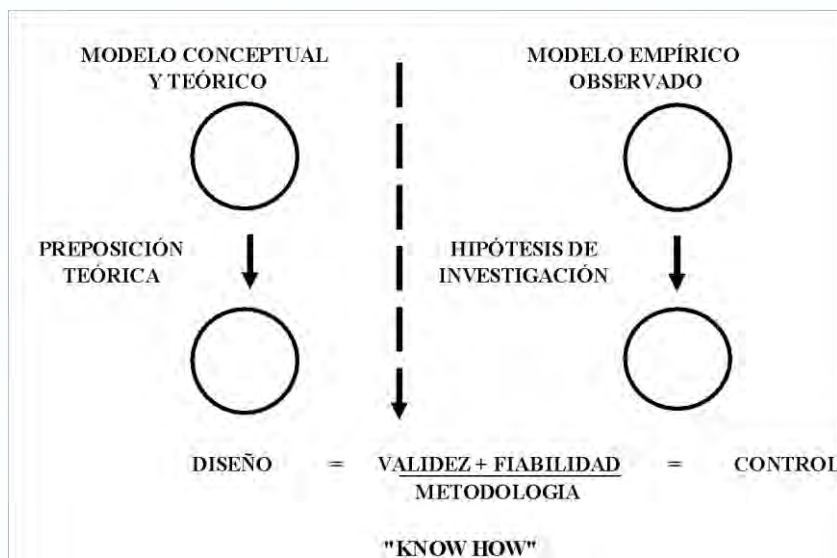 MODELO CONCEPTUAL
Y TEÓRICO
MODELO EMPÍRICO
OBSERVADO
PREPOSICIÓN
TEÓRICA
HIPÓTESIS DE
INVESTIGACIÓN
DISEÑO = VALIDEZ + FIABILIDAD = CONTROL
METODOLOGIA
"KNOW HOW"